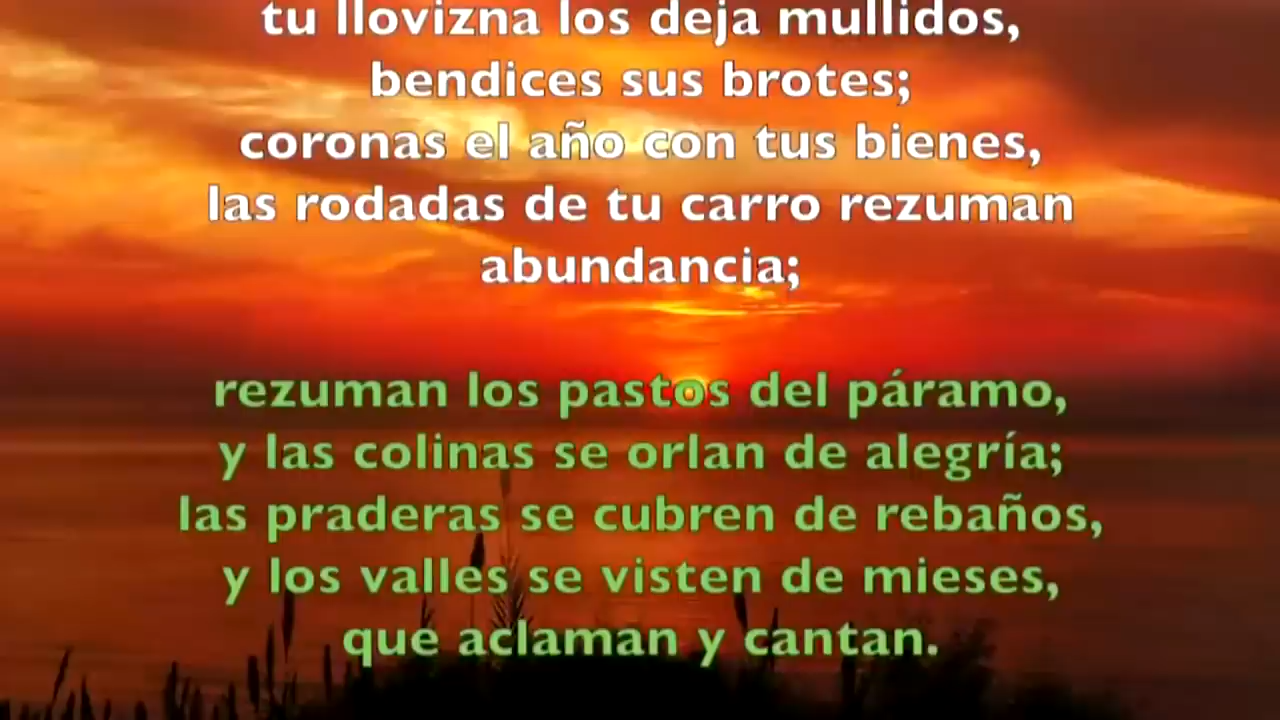 tu llovizna los deja mullidos,
bendices sus brotes;
coronas el año con tus bienes,
las rodadas de tu carro rezuman
abundancia;
rezuman los pastos del páramo,
y las colinas se orlan de alegría;
las praderas se cubren de rebaños,
y los valles se visten de mieses,
que aclaman y cantan.